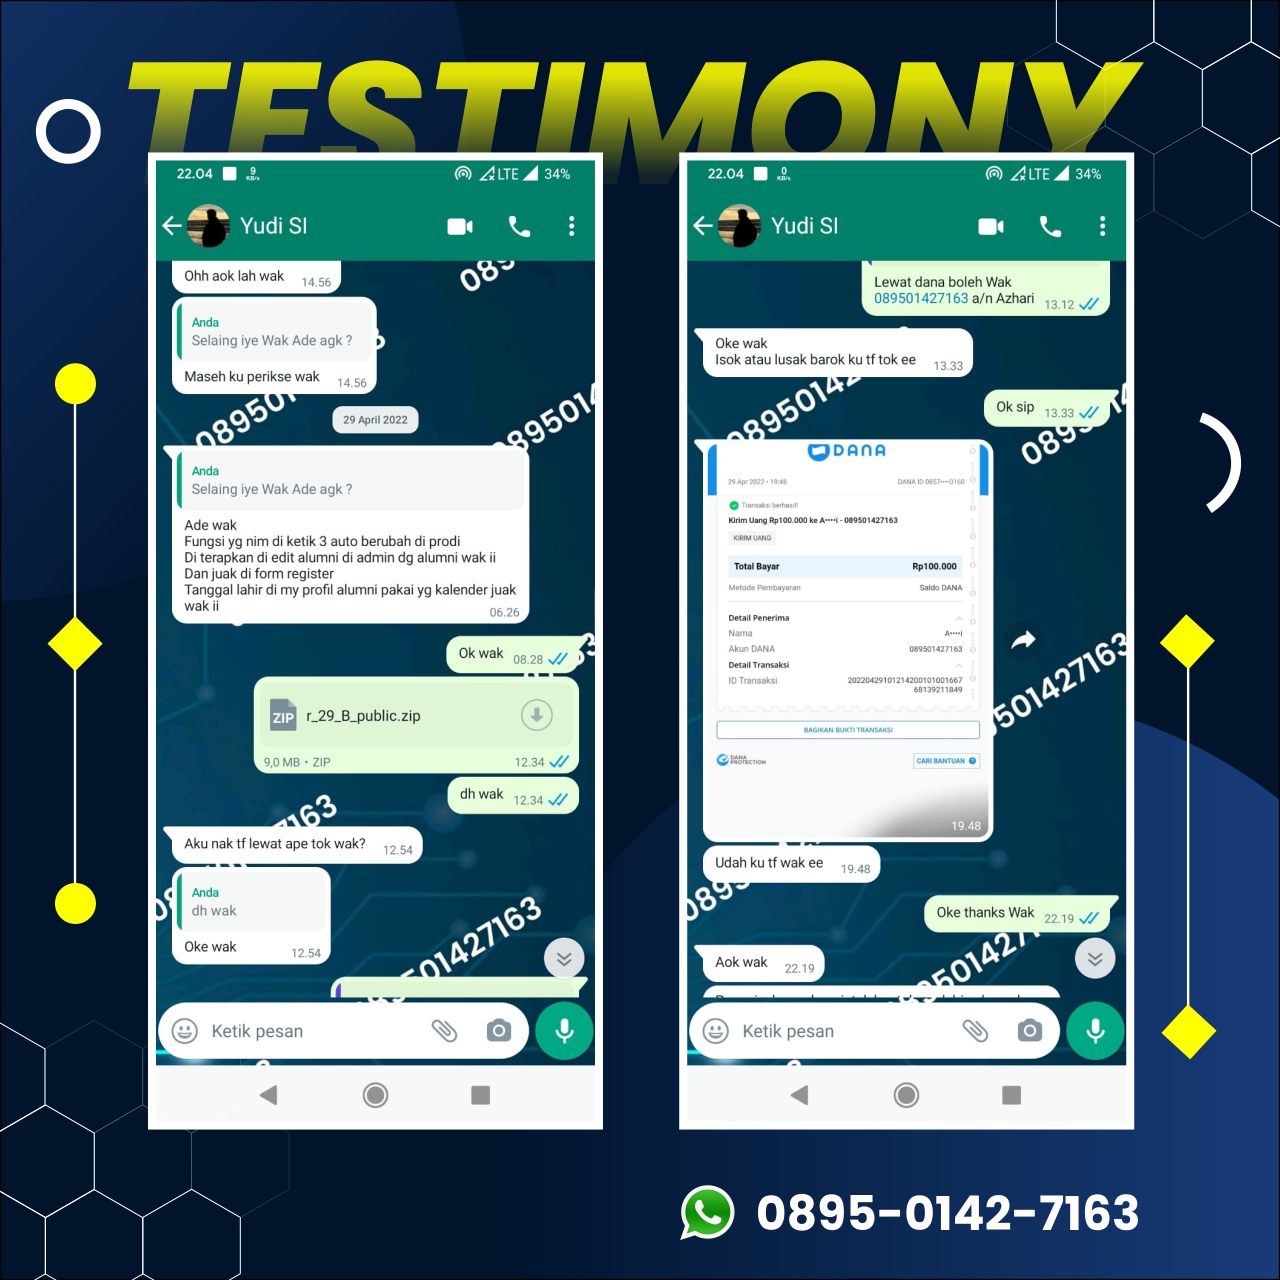 TESTIMONY
22.04 9 KB/s LTE 34%
Yudi SI
Ohh aok lah wak 14.56
Anda
Selaing iye Wak Ade agk ?
Maseh ku perikse wak 14.56
29 April 2022
Anda
Selaing iye Wak Ade agk ?
Ade wak
Fungsi yg nim di ketik 3 auto berubah di prodi
Di terapkan di edit alumni di admin dg alumni wak ii
Dan juak di form register
Tanggal lahir di my profil alumni pakai yg kalender juak
wak ii
06.26
Ok wak 08.28
ZIP r_29_B_public.zip
9,0 MB • ZIP 12.34
dh wak 12.34
Aku nak tf lewat ape tok wak? 12.54
Anda
dh wak
Oke wak 12.54
Ketik pesan
22.04 0 KB/s LTE 34%
Yudi SI
Lewat dana boleh Wak
089501427163 a/n Azhari 13.12
Oke wak
Isok atau lusak barok ku tf tok ee 13.33
Ok sip 13.33
DANA
29 Apr 2022 • 19:48 DANA ID 0857••••0160
Transaksi berhasil!
Kirim Uang Rp100.000 ke A••••i - 089501427163
KIRIM UANG
Total Bayar Rp100.000
Metode Pembayaran Saldo DANA
Detail Penerima
Nama A••••i
Akun DANA 089501427163
Detail Transaksi
ID Transaksi 20220429101214200101001667
68139211849
BAGIKAN BUKTI TRANSAKSI
DANA PROTECTION CARI BANTUAN
19.48
Udah ku tf wak ee 19.48
Oke thanks Wak 22.19
Aok wak 22.19
Ketik pesan
0895-0142-7163